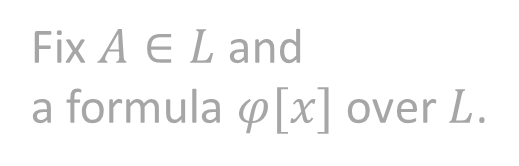 Fix A ∈ L and
a formula φ[x] over L.